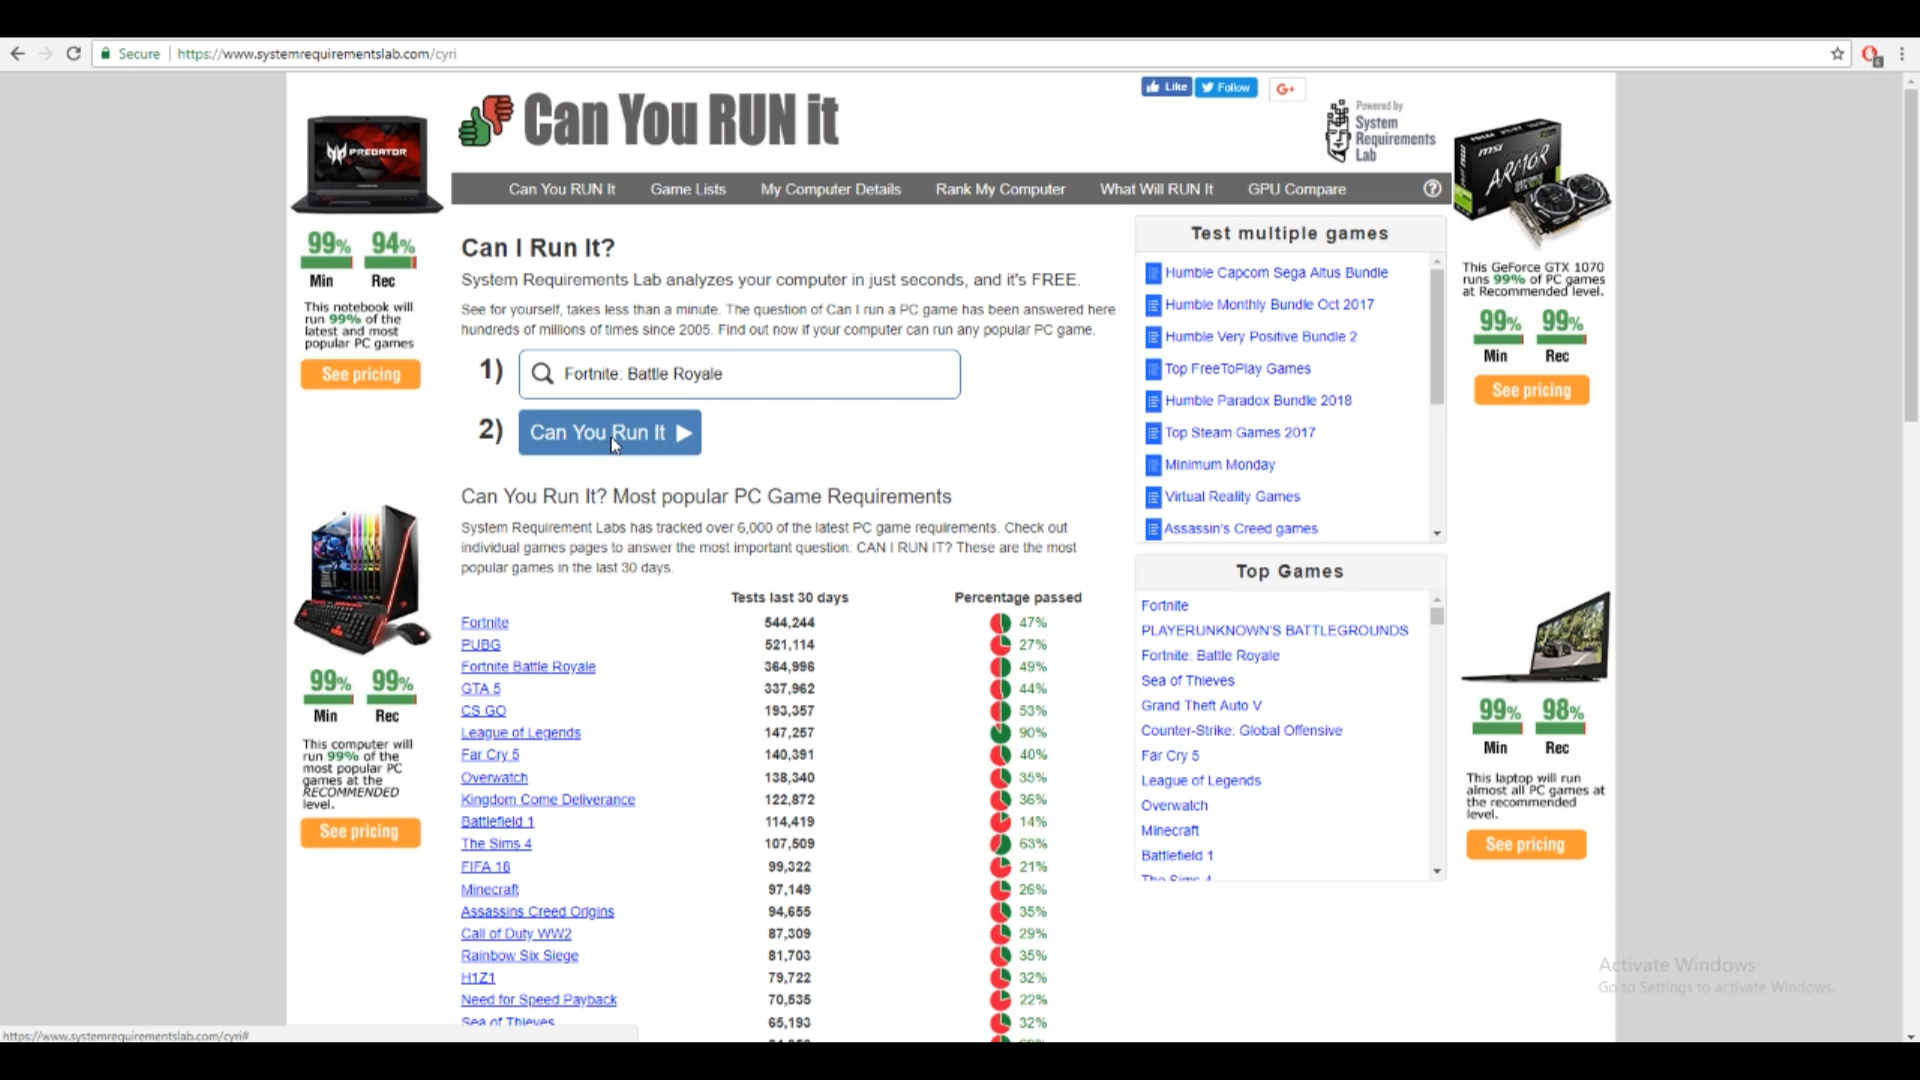 Secure https://www.systemrequirementslab.com/cyri
Like Follow G+
Can You RUN it
Powered by
System
Requirements
Lab
Can You RUN It Game Lists My Computer Details Rank My Computer What Will RUN It GPU Compare ?
PREDATOR
99% 94%
Min Rec
This notebook will
run 99% of the
latest and most
popular PC games
See pricing
99% 99%
Min Rec
This computer will
run 99% of the
most popular PC
games at the
RECOMMENDED
level.
See pricing
Can I Run It?
System Requirements Lab analyzes your computer in just seconds, and it's FREE.
See for yourself, takes less than a minute. The question of Can I run a PC game has been answered here
hundreds of millions of times since 2005. Find out now if your computer can run any popular PC game.
1) Fortnite: Battle Royale
2) Can You Run It
Can You Run It? Most popular PC Game Requirements
System Requirement Labs has tracked over 6,000 of the latest PC game requirements. Check out
individual games pages to answer the most important question: CAN I RUN IT? These are the most
popular games in the last 30 days.
Tests last 30 days Percentage passed
Fortnite 544,244 47%
PUBG 521,114 27%
Fortnite Battle Royale 364,996 49%
GTA 5 337,962 44%
CS GO 193,357 53%
League of Legends 147,257 90%
Far Cry 5 140,391 40%
Overwatch 138,340 35%
Kingdom Come Deliverance 122,872 36%
Battlefield 1 114,419 14%
The Sims 4 107,509 63%
FIFA 18 99,322 21%
Minecraft 97,149 26%
Assassins Creed Origins 94,655 35%
Call of Duty WW2 87,309 29%
Rainbow Six Siege 81,703 35%
H1Z1 79,722 32%
Need for Speed Payback 70,535 22%
Sea of Thieves 65,193 32%
Test multiple games
Humble Capcom Sega Altus Bundle
Humble Monthly Bundle Oct 2017
Humble Very Positive Bundle 2
Top FreeToPlay Games
Humble Paradox Bundle 2018
Top Steam Games 2017
Minimum Monday
Virtual Reality Games
Assassin's Creed games
Top Games
Fortnite
PLAYERUNKNOWN'S BATTLEGROUNDS
Fortnite: Battle Royale
Sea of Thieves
Grand Theft Auto V
Counter-Strike: Global Offensive
Far Cry 5
League of Legends
Overwatch
Minecraft
Battlefield 1
The Sims 4
msi
ARMOR
This GeForce GTX 1070
runs 99% of PC games
at Recommended level.
99% 99%
Min Rec
See pricing
99% 98%
Min Rec
This laptop will run
almost all PC games at
the recommended
level.
See pricing
Activate Windows
Go to Settings to activate Windows.
https://www.systemrequirementslab.com/cyri#